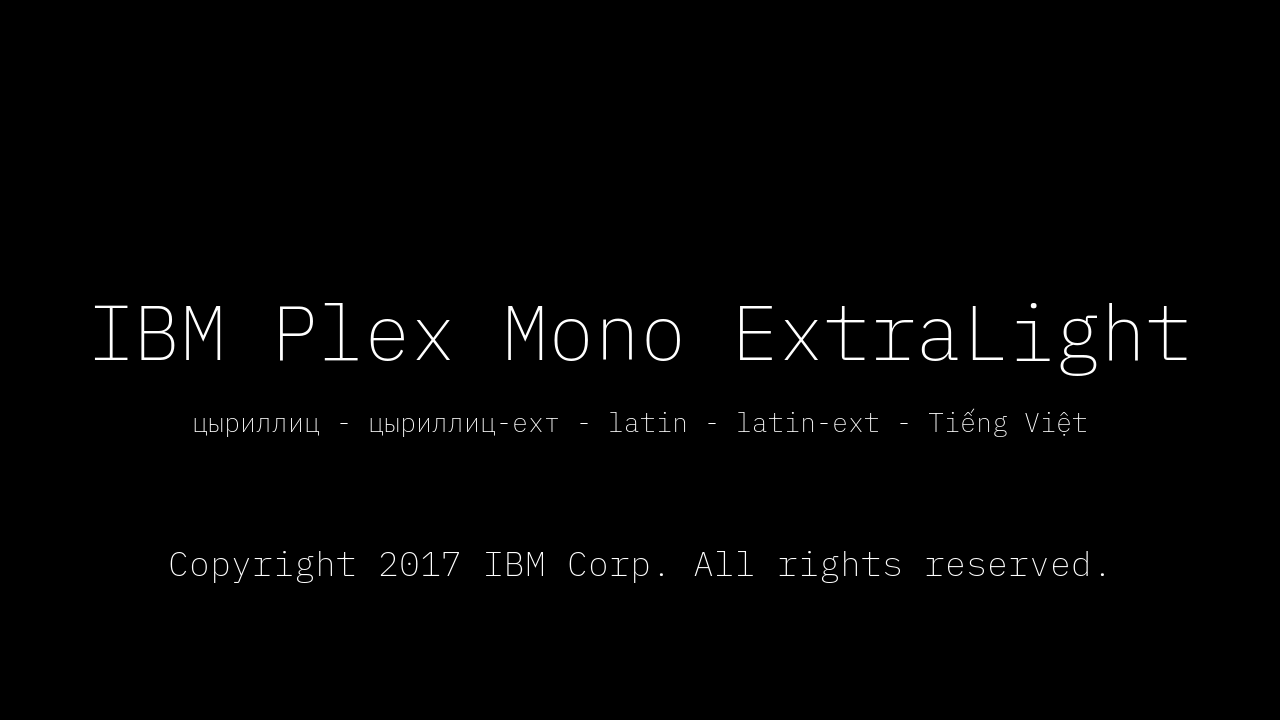 IBM Plex Mono ExtraLight
цыриллиц - цыриллиц-ехт - latin - latin-ext - Tiếng Việt
Copyright 2017 IBM Corp. All rights reserved.